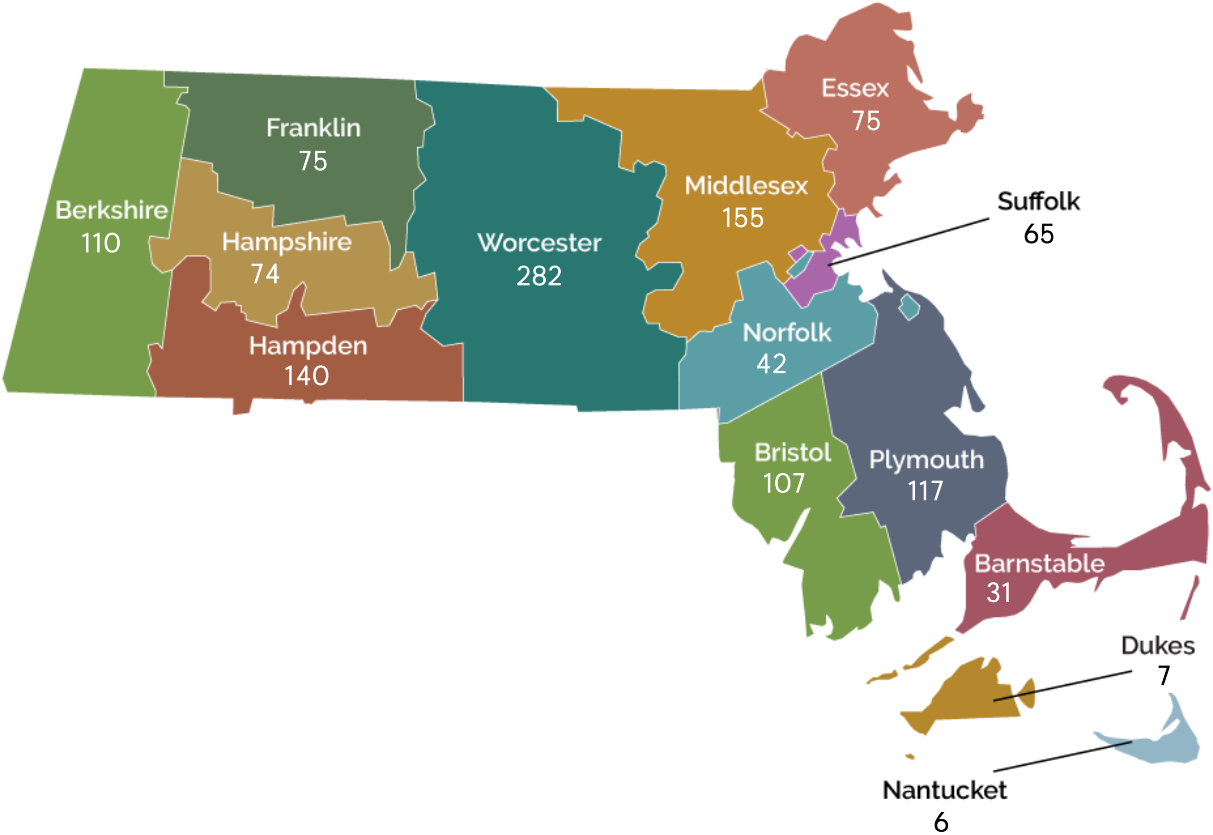 Essex
75
Franklin
75
Middlesex
155
Suffolk
65
Berkshire
110
Hampshire
74
Worcester
282
Norfolk
42
Hampden
140
Bristol
107
Plymouth
117
Barnstable
31
Dukes
7
Nantucket
6